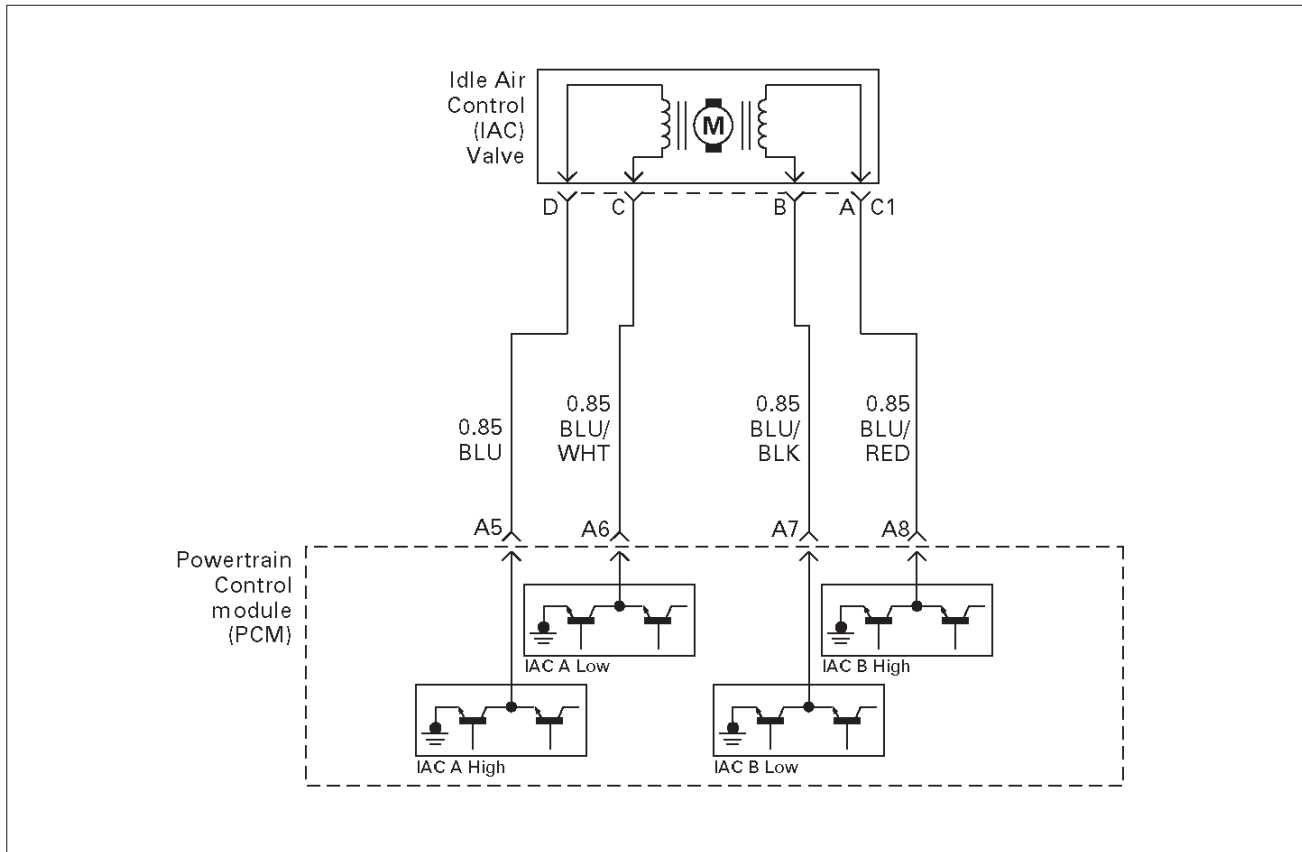 Idle Air
Control
(IAC)
Valve
M
D
C
B
A
C1
0.85
BLU
0.85
BLU/
WHT
0.85
BLU/
BLK
0.85
BLU/
RED
A5
A6
A7
A8
Powertrain
Control
module
(PCM)
IAC A Low
IAC B High
IAC A High
IAC B Low